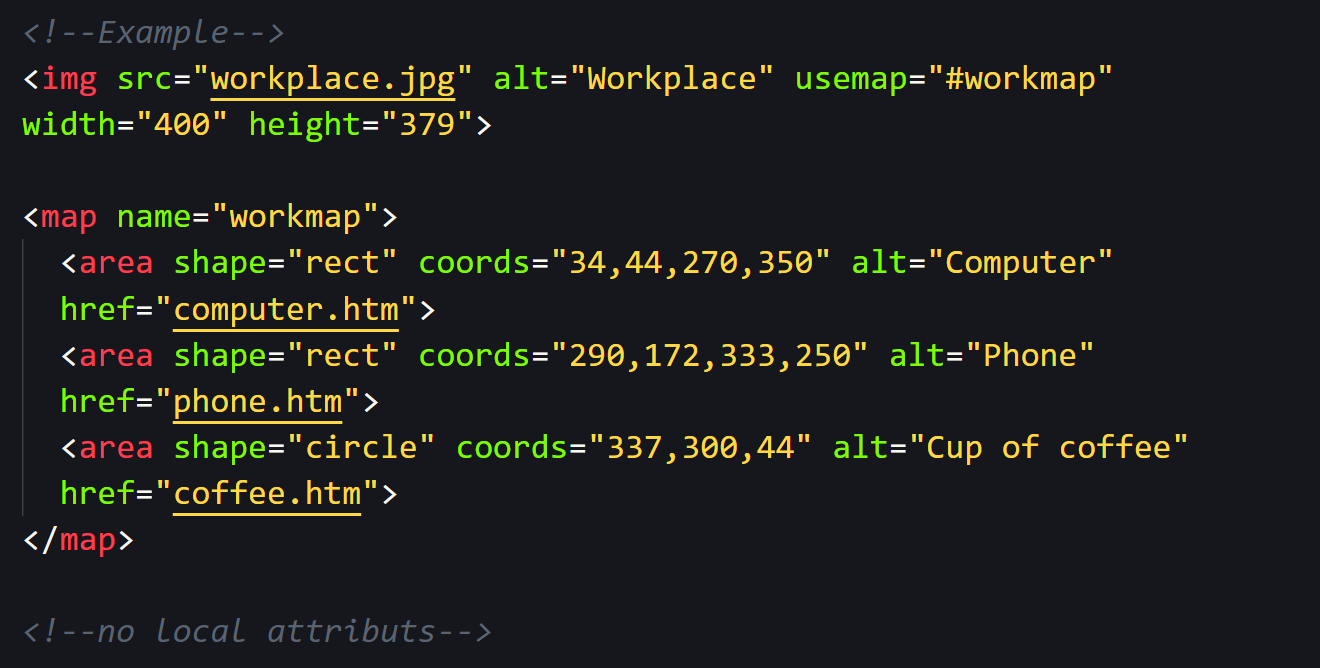 <!--Example-->
<img src="workplace.jpg" alt="Workplace" usemap="#workmap"
width="400" height="379">
<map name="workmap">
<area shape="rect" coords="34,44,270,350" alt="Computer"
href="computer.htm">
<area shape="rect" coords="290,172,333,250" alt="Phone"
href="phone.htm">
<area shape="circle" coords="337,300,44" alt="Cup of coffee"
href="coffee.htm">
</map>
<!--no local attributs-->